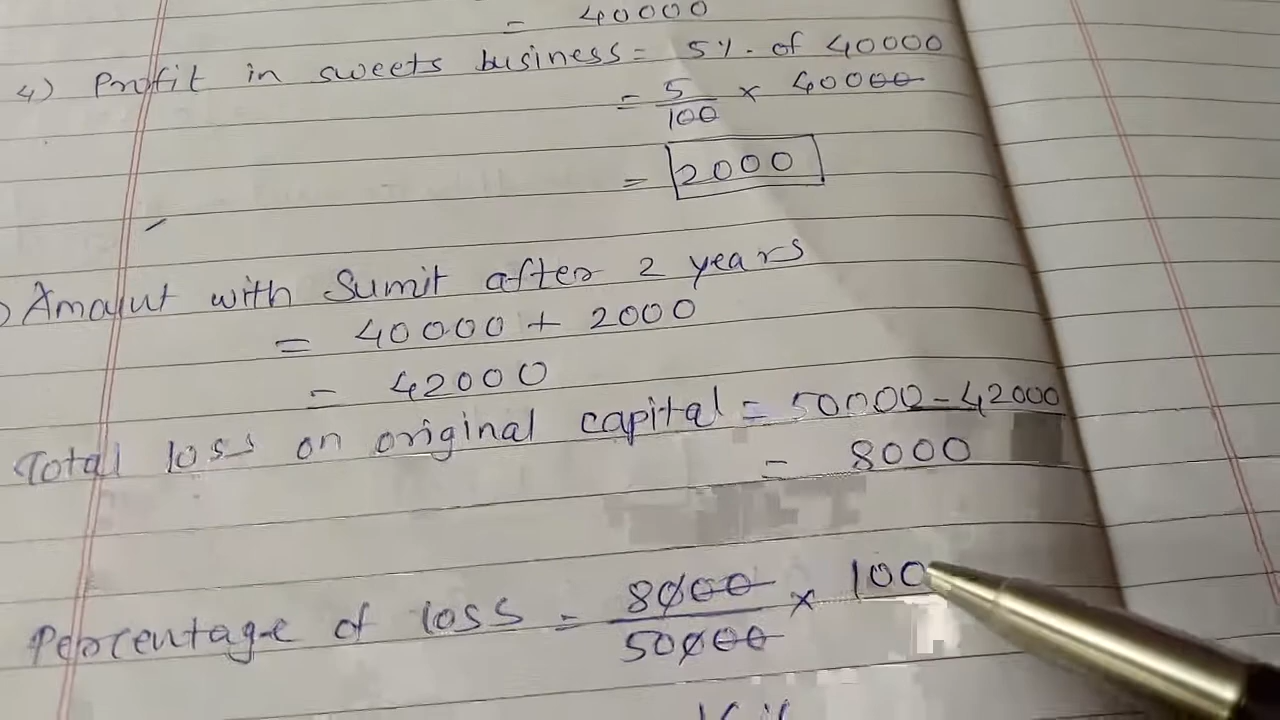 = 40000
4) Profit in sweets business = 5%. of 40000
= 5/100 × 40000
= 2000
Amount with Sumit after 2 years
= 40000 + 2000
= 42000
Total loss on original capital = 50000 - 42000
= 8000
Percentage of loss = 8000/50000 × 100